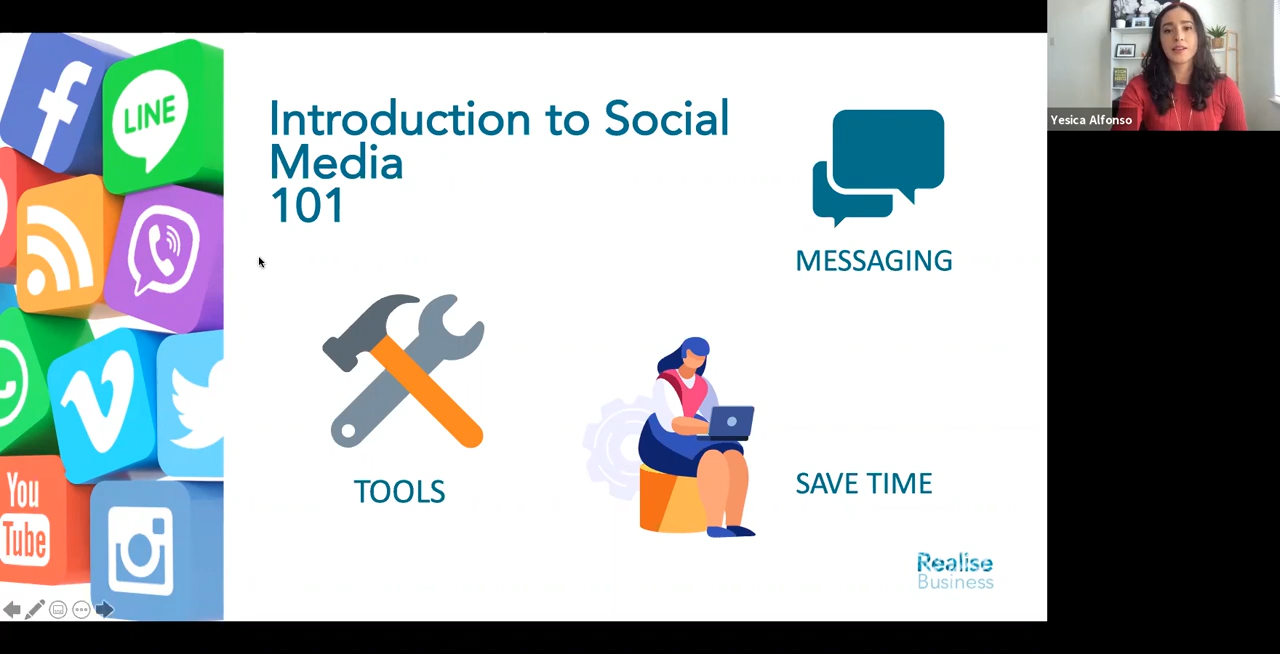 Introduction to Social
Media
101
MESSAGING
TOOLS
SAVE TIME
Realise
Business
LINE
You
Tube
Yesica Alfonso